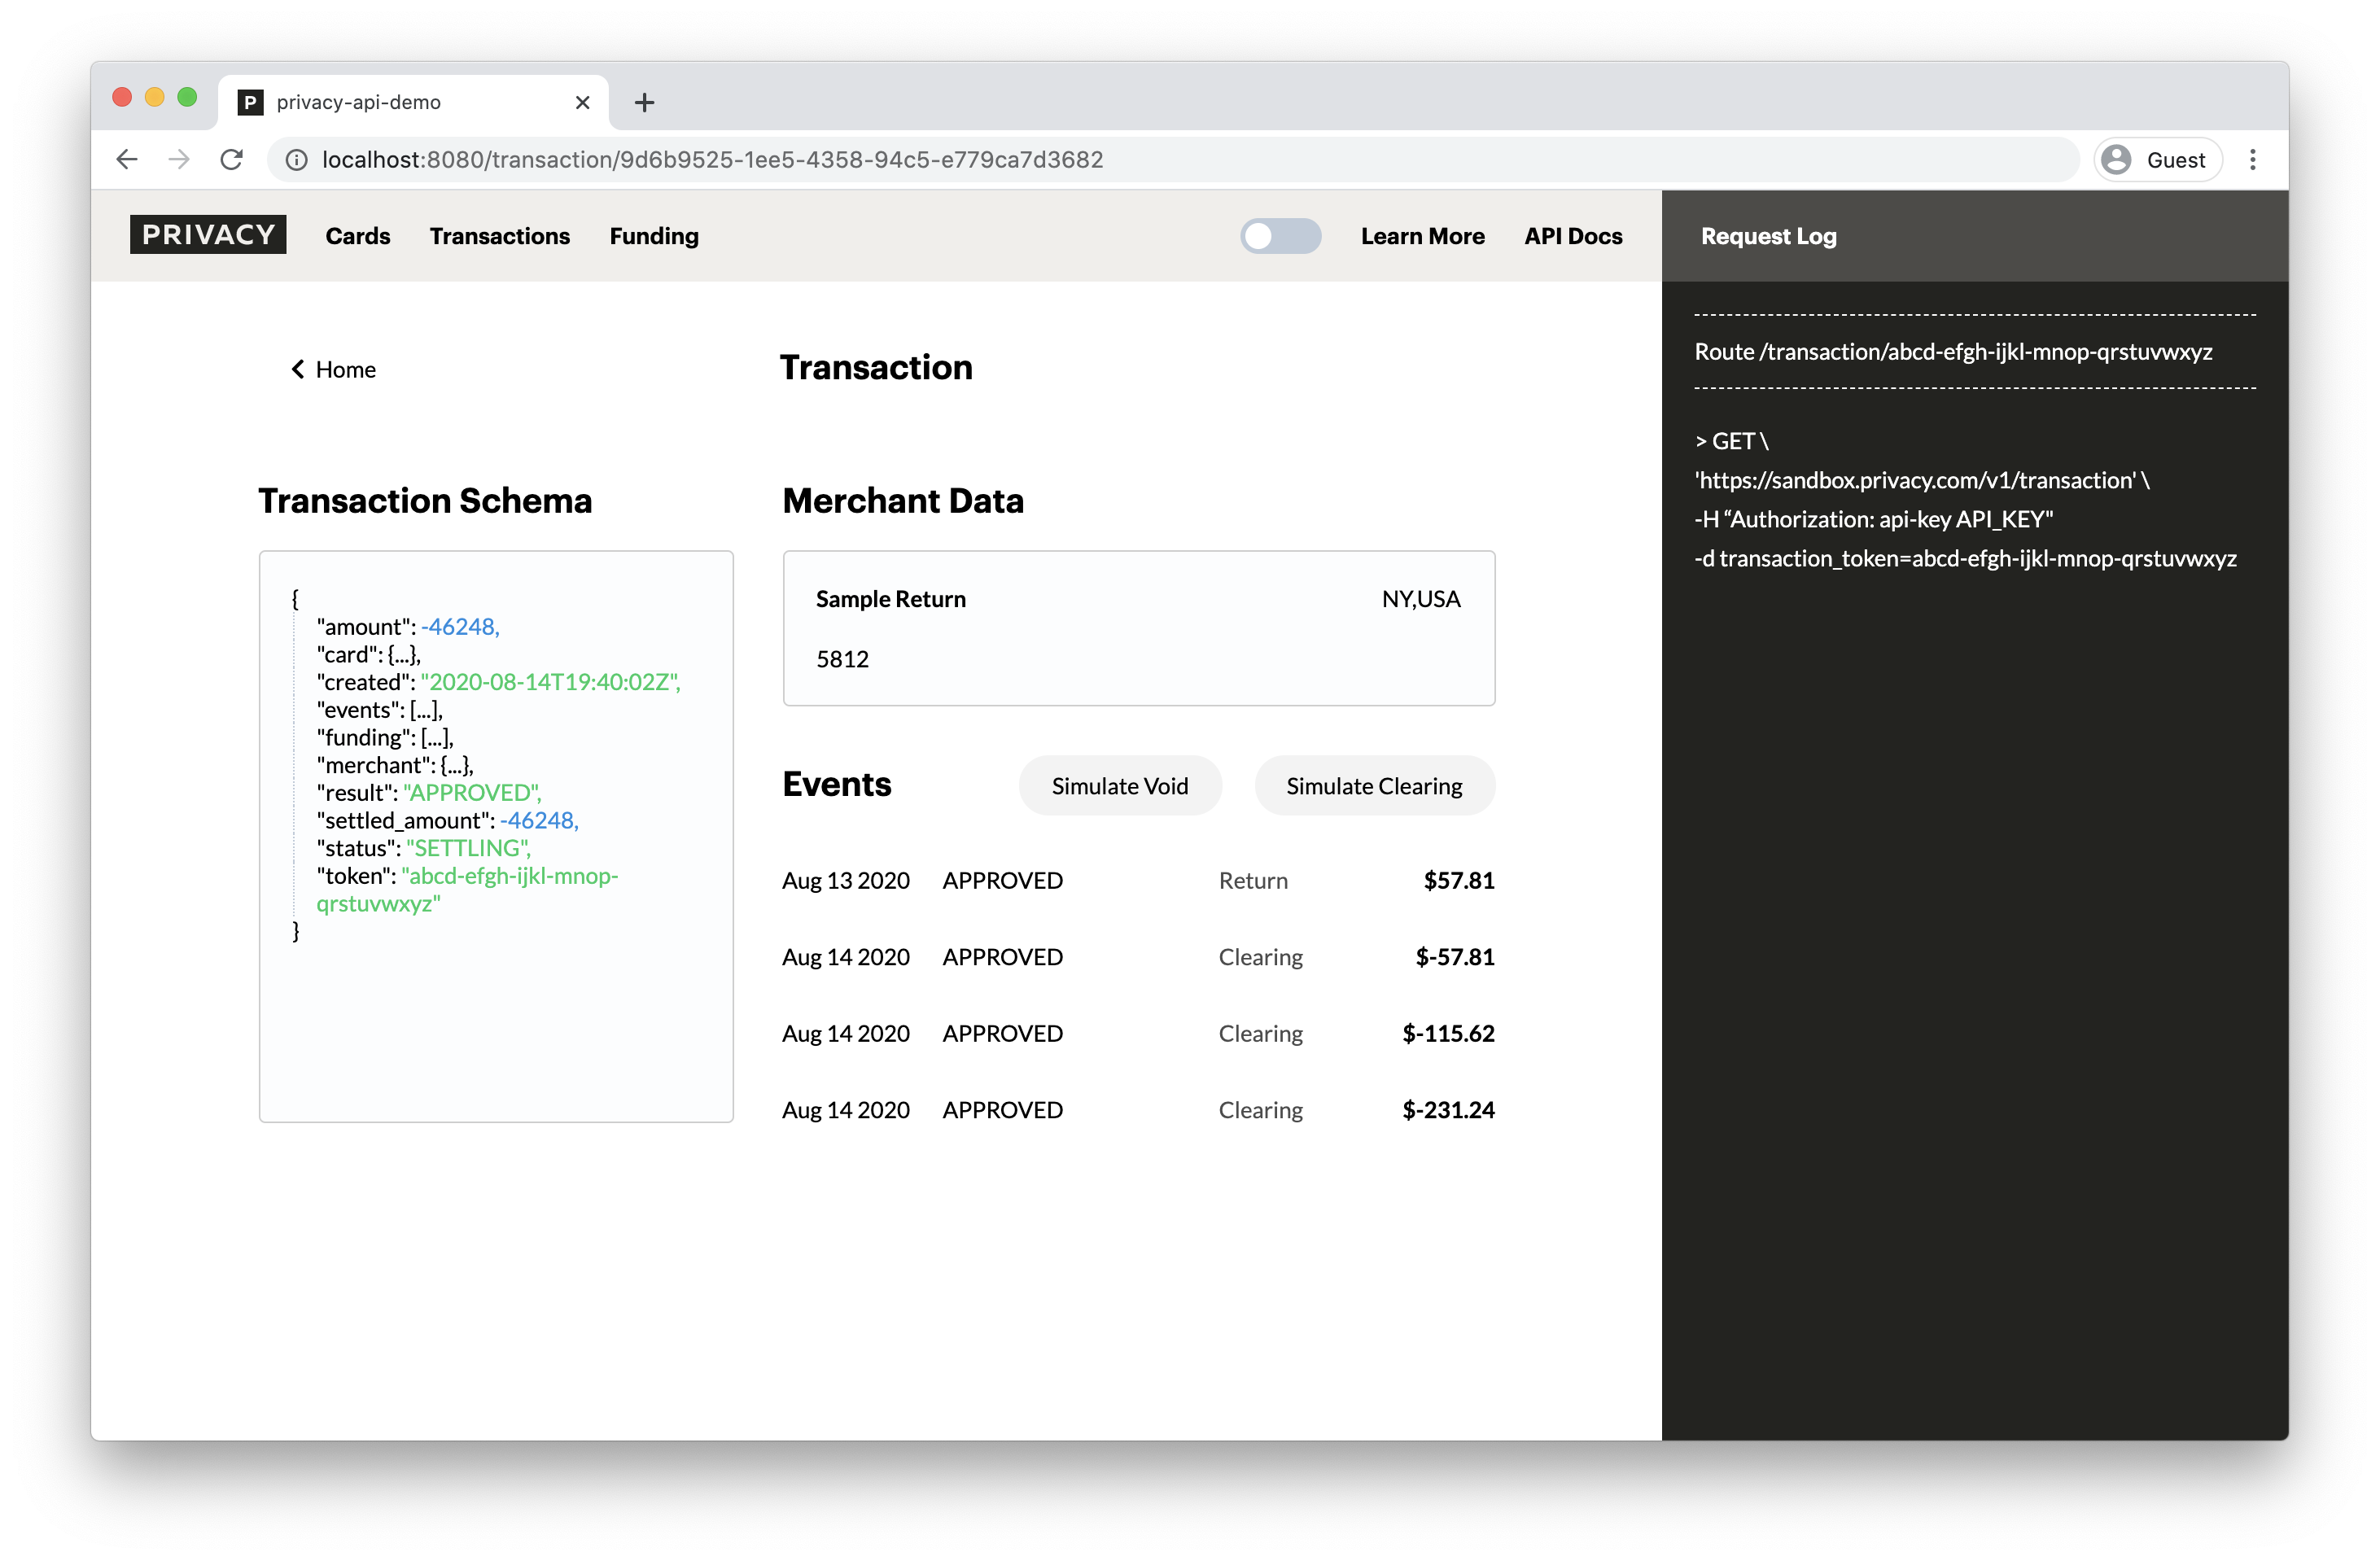 P privacy-api-demo
localhost:8080/transaction/9d6b9525-1ee5-4358-94c5-e779ca7d3682
Guest
PRIVACY Cards Transactions Funding Learn More API Docs
Request Log
Home
Transaction
Transaction Schema
{
"amount": -46248,
"card": {...},
"created": "2020-08-14T19:40:02Z",
"events": [...],
"funding": [...],
"merchant": {...},
"result": "APPROVED",
"settled_amount": -46248,
"status": "SETTLING",
"token": "abcd-efgh-ijkl-mnop-
qrstuvwxyz"
}
Merchant Data
Sample Return NY,USA
5812
Events Simulate Void Simulate Clearing
Aug 13 2020 APPROVED Return $57.81
Aug 14 2020 APPROVED Clearing $-57.81
Aug 14 2020 APPROVED Clearing $-115.62
Aug 14 2020 APPROVED Clearing $-231.24
Route /transaction/abcd-efgh-ijkl-mnop-qrstuvwxyz
> GET \
'https://sandbox.privacy.com/v1/transaction' \
-H “Authorization: api-key API_KEY"
-d transaction_token=abcd-efgh-ijkl-mnop-qrstuvwxyz